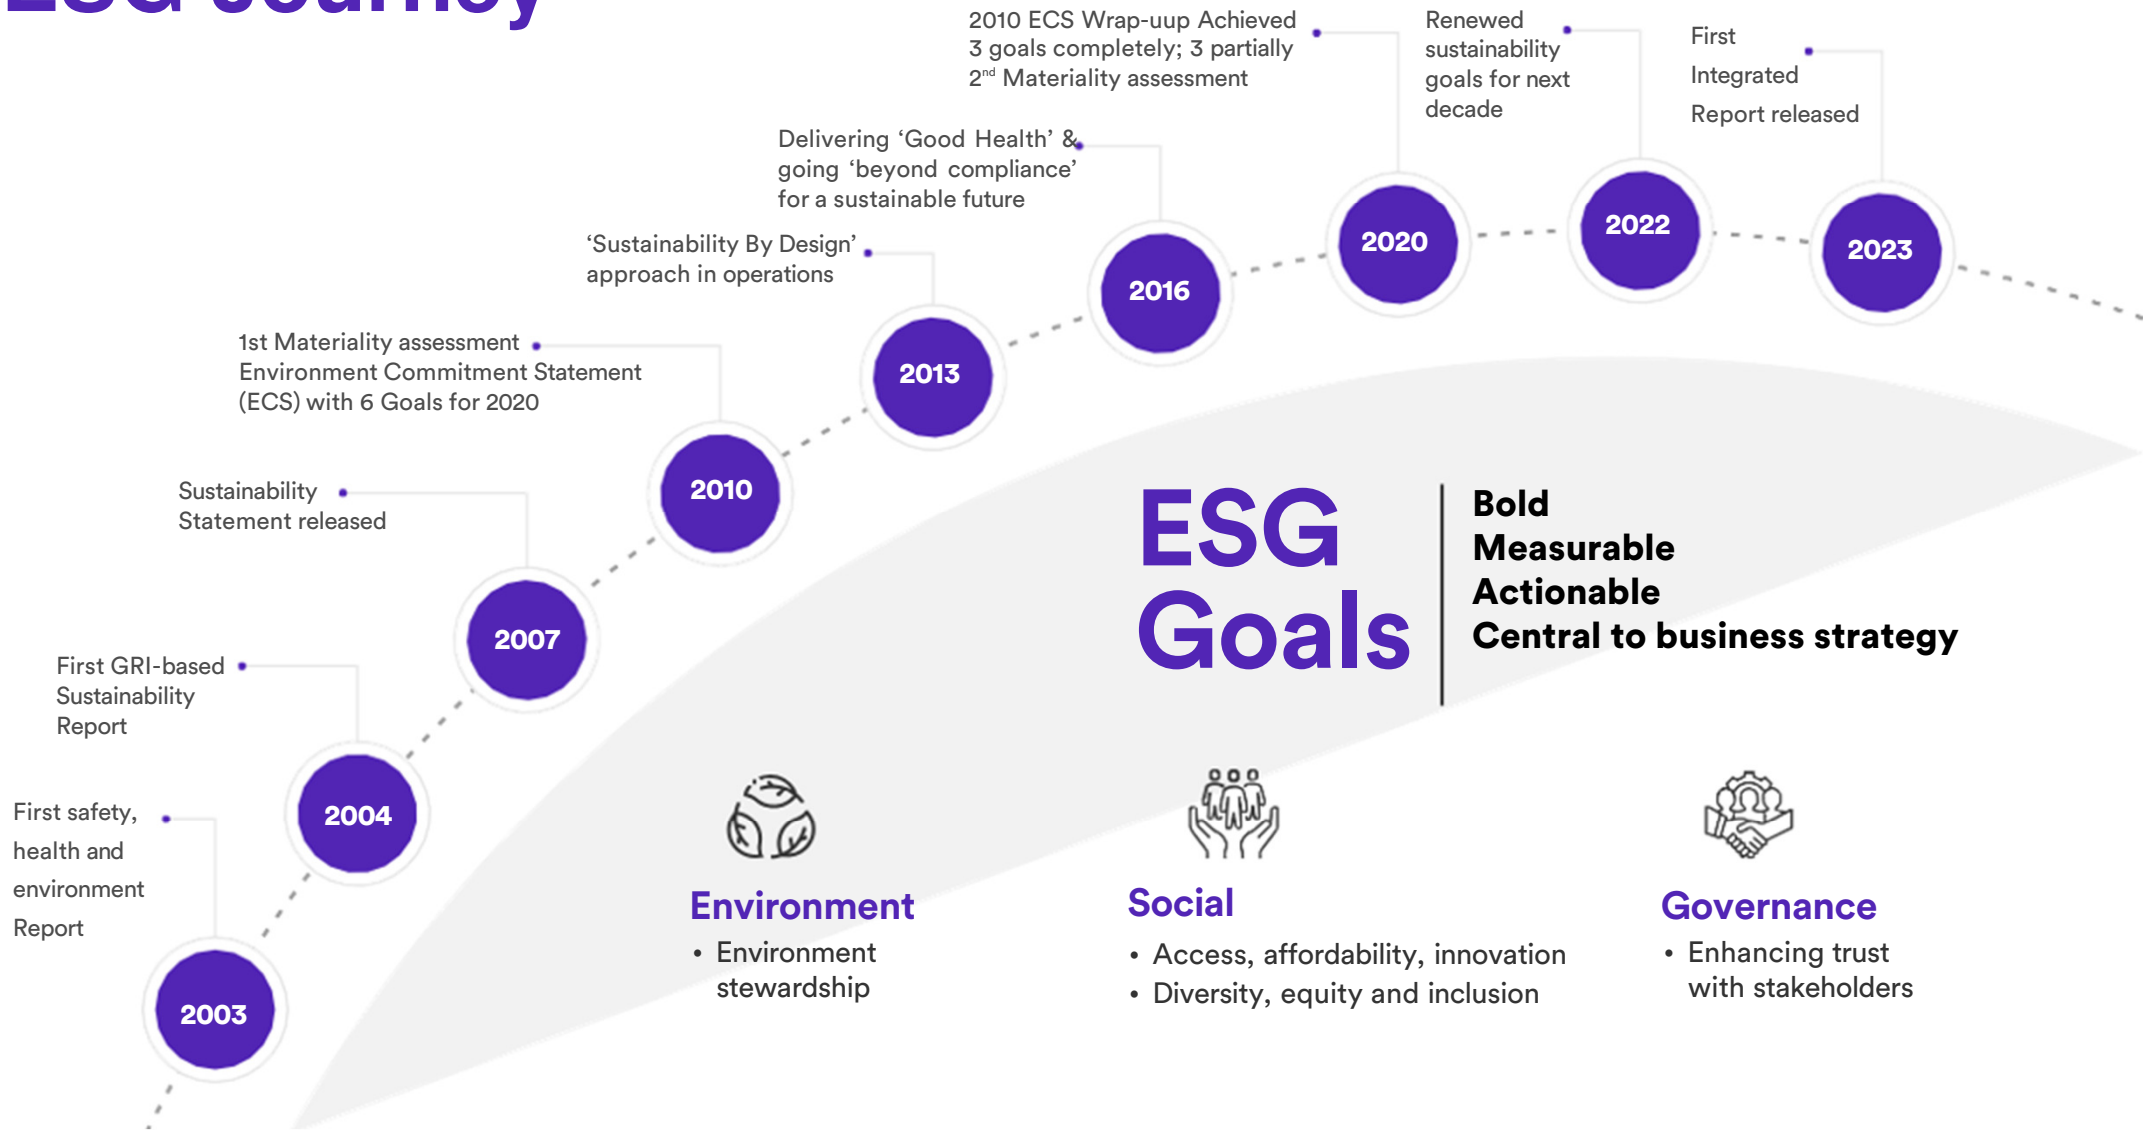 ESG Journey
2010 ECS Wrap-uup Achieved
3 goals completely; 3 partially
2nd Materiality assessment
Renewed
sustainability
goals for next
decade
First
Integrated
Report released
Delivering ‘Good Health’ &
going ‘beyond compliance’
for a sustainable future
‘Sustainability By Design’
approach in operations
1st Materiality assessment
Environment Commitment Statement
(ECS) with 6 Goals for 2020
Sustainability
Statement released
First GRI-based
Sustainability
Report
First safety,
health and
environment
Report
2003
2004
2007
2010
2013
2016
2020
2022
2023
ESG
Goals
Bold
Measurable
Actionable
Central to business strategy
Environment
• Environment
stewardship
Social
• Access, affordability, innovation
• Diversity, equity and inclusion
Governance
• Enhancing trust
with stakeholders